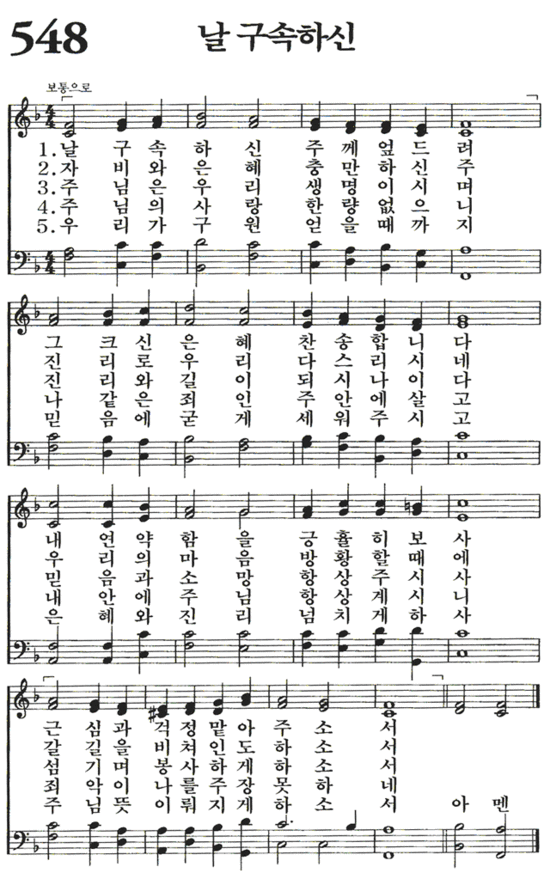 548 날 구속하신
보통으로
1.날 구 속 하 신 주 께 엎 드 려
2.자 비 와 은 혜 충 만 하 신 주
3.주 님 은 우 리 생 명 이 시 며
4.주 님 의 사 랑 한 량 없 으 니
5.우 리 가 구 원 얻 을 때 까 지
그 크 신 은 혜 찬 송 합 니 다
진 리 로 우 리 다 스 리 시 네
진 리 와 길 이 되 시 나 이 다
나 같 은 죄 인 주 안 에 살 고
믿 음 에 굳 게 세 워 주 시 고
내 연 약 함 을 긍 휼 히 보 사
우 리 의 마 음 방 황 할 때 에
믿 음 과 소 망 항 상 주 시 사
내 안 에 주 님 항 상 계 시 니
은 혜 와 진 리 넘 치 게 하 사
근 심 과 걱 정 맡 아 주 소 서
갈 길 을 비 쳐 인 도 하 소 서
섬 기 며 봉 사 하 게 하 소 서
죄 악 이 나 를 주 장 못 하 네
주 님 뜻 이 뤄 지 게 하 소 서 아 멘